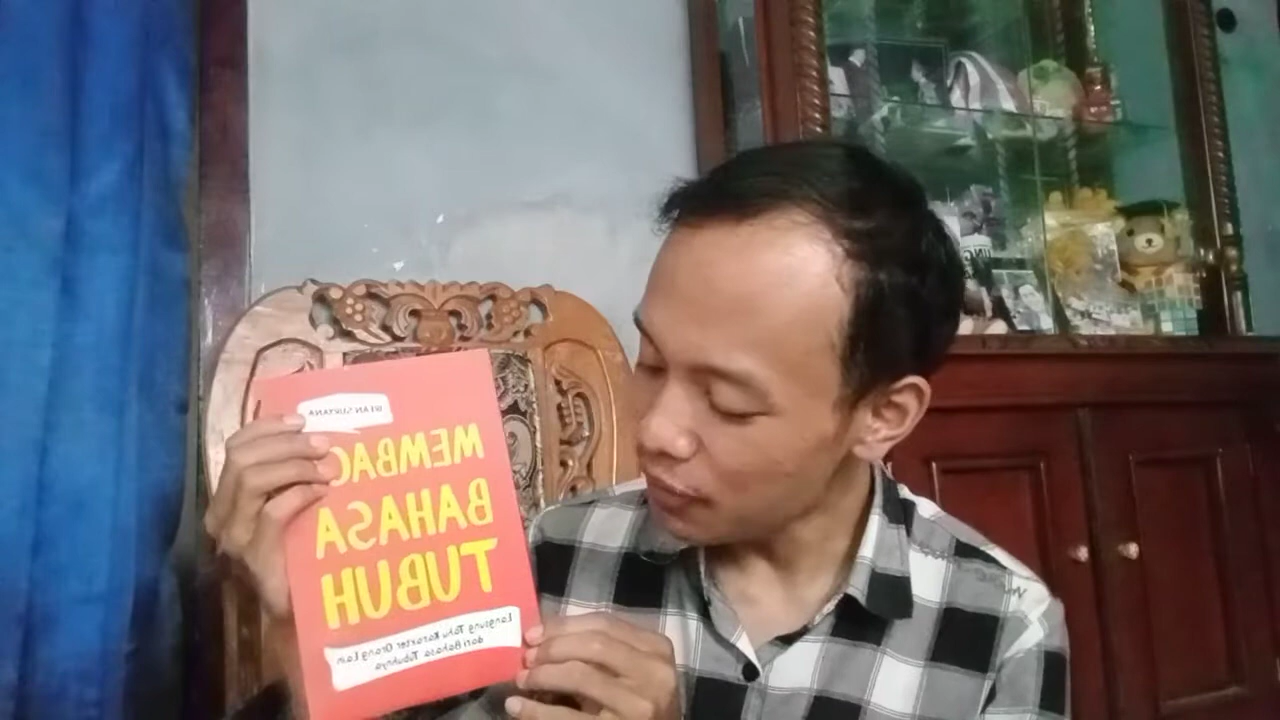 MEMBAC
BAHASA
TUBUH
Langsung Tahu Karakter Orang Lain
dari Bahasa Tubuhnya